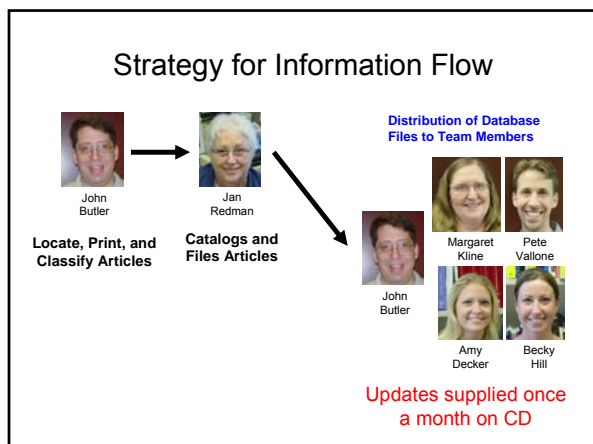 Strategy for Information Flow
John
Butler
Locate, Print, and
Classify Articles
Jan
Redman
Catalogs and
Files Articles
Distribution of Database
Files to Team Members
John
Butler
Margaret
Kline
Pete
Vallone
Amy
Decker
Becky
Hill
Updates supplied once
a month on CD